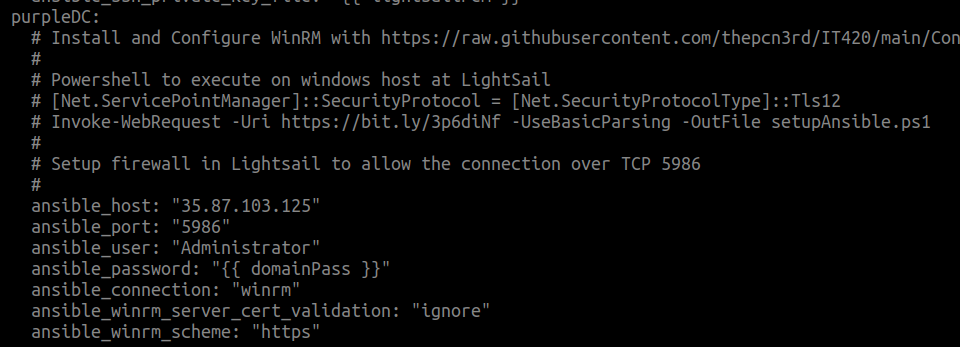 purpleDC:
# Install and Configure WinRM with https://raw.githubusercontent.com/thepcn3rd/IT420/main/Con
#
# Powershell to execute on windows host at LightSail
# [Net.ServicePointManager]::SecurityProtocol = [Net.SecurityProtocolType]::Tls12
# Invoke-WebRequest -Uri https://bit.ly/3p6diNf -UseBasicParsing -OutFile setupAnsible.ps1
#
# Setup firewall in Lightsail to allow the connection over TCP 5986
#
ansible_host: "35.87.103.125"
ansible_port: "5986"
ansible_user: "Administrator"
ansible_password: "{{ domainPass }}"
ansible_connection: "winrm"
ansible_winrm_server_cert_validation: "ignore"
ansible_winrm_scheme: "https"